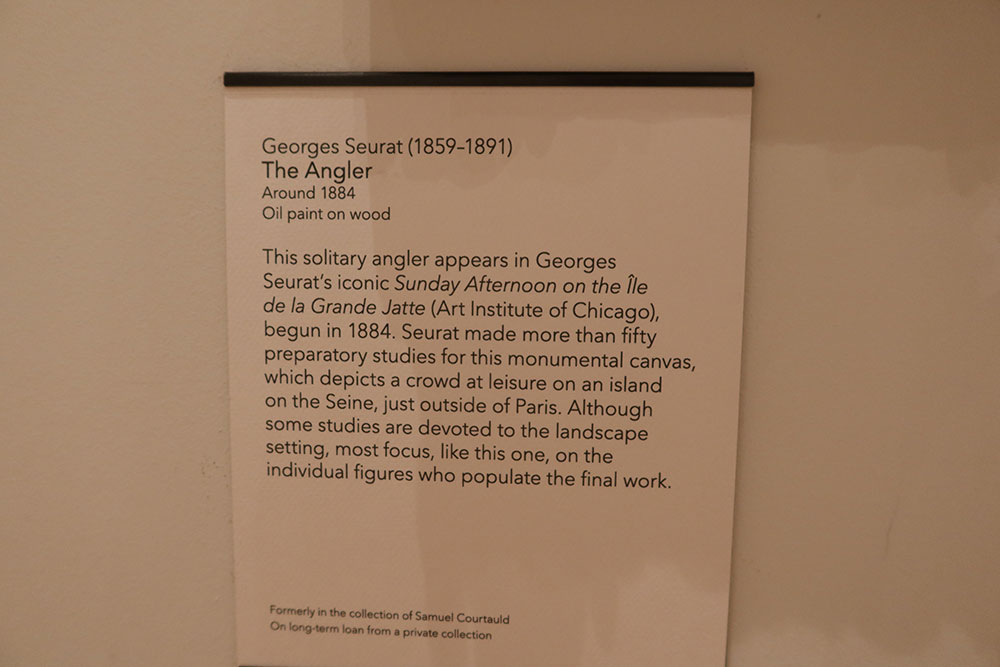 Georges Seurat (1859–1891)
The Angler
Around 1884
Oil paint on wood
This solitary angler appears in Georges
Seurat's iconic Sunday Afternoon on the Île
de la Grande Jatte (Art Institute of Chicago),
begun in 1884. Seurat made more than fifty
preparatory studies for this monumental canvas,
which depicts a crowd at leisure on an island
on the Seine, just outside of Paris. Although
some studies are devoted to the landscape
setting, most focus, like this one, on the
individual figures who populate the final work.
Formerly in the collection of Samuel Courtauld
On long-term loan from a private collection